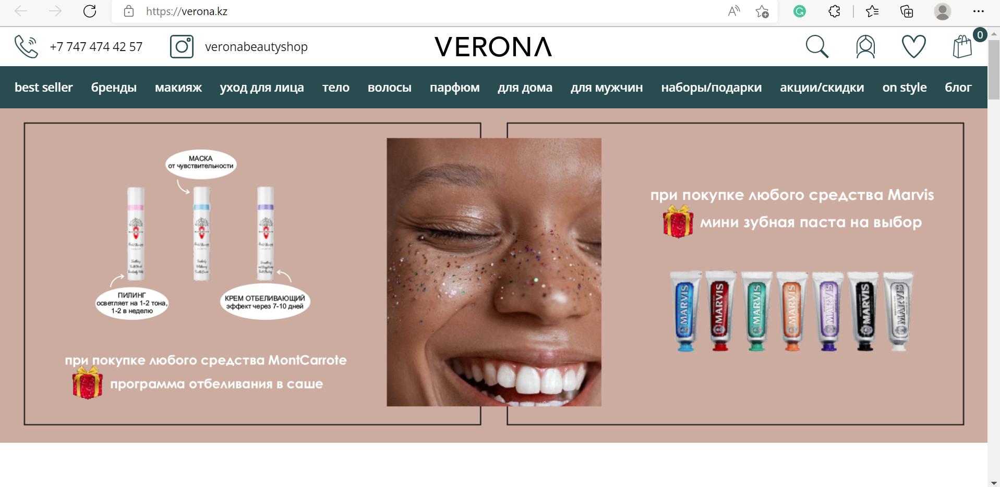 https://verona.kz
+7 747 474 42 57
veronabeautyshop
VERONA
0
best seller бренды макияж уход для лица тело волосы парфюм для дома для мужчин наборы/подарки акции/скидки on style блог
МАСКА
от чувствительности
ПИЛИНГ
осветляет на 1-2 тона,
1-2 в неделю
КРЕМ ОТБЕЛИВАЮЩИЙ
эффект через 7-10 дней
при покупке любого средства MontCarrote
программа отбеливания в саше
при покупке любого средства Marvis
мини зубная паста на выбор
MARVIS
MARVIS
MARVIS
MARVIS
MARVIS
MARVIS
MARVIS